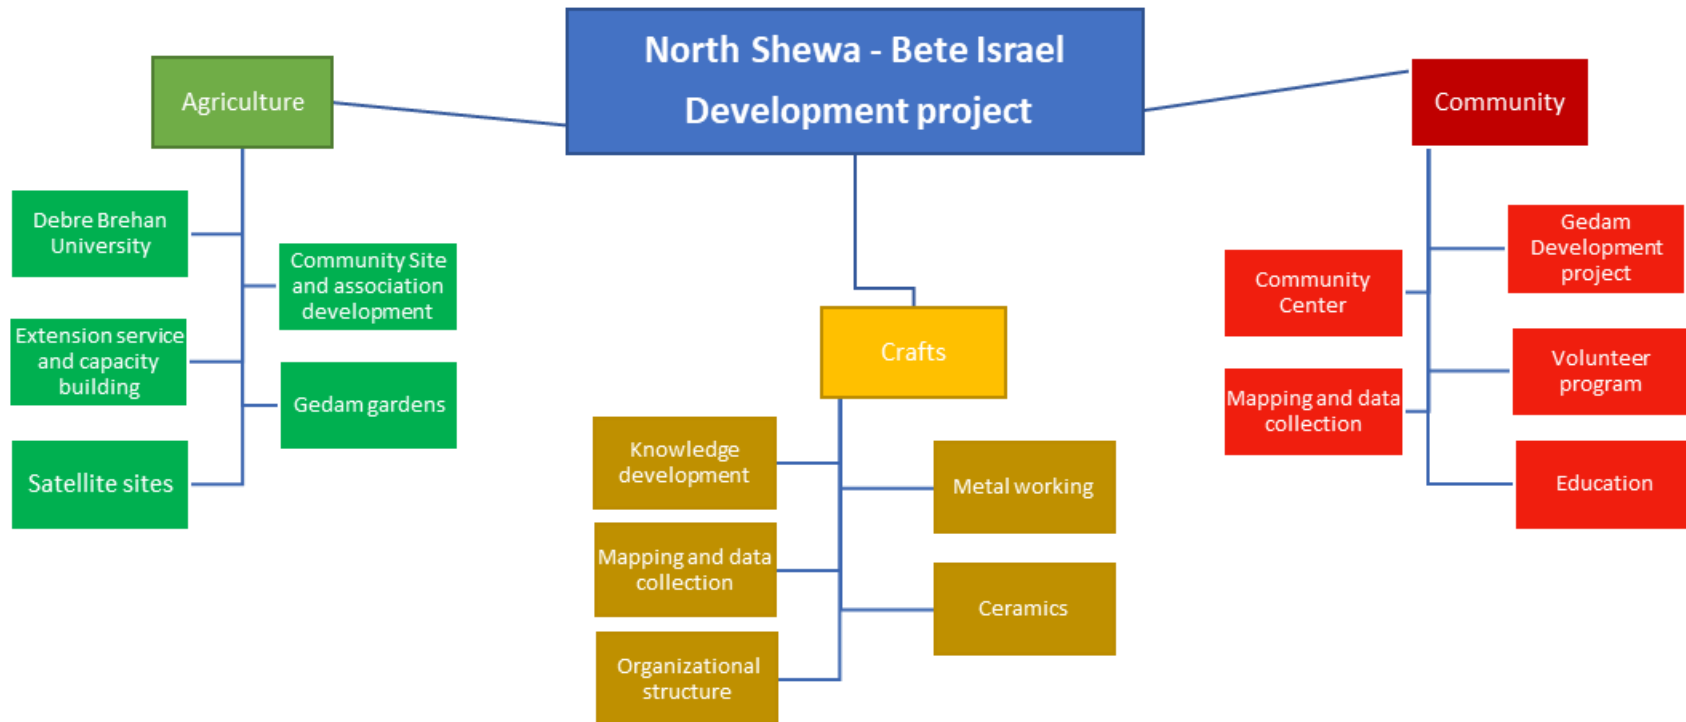 North Shewa - Bete Israel
Development project
Agriculture
Debre Brehan
University
Community Site
and association
development
Extension service
and capacity
building
Gedam gardens
Satellite sites
Crafts
Knowledge
development
Metal working
Mapping and data
collection
Ceramics
Organizational
structure
Community
Gedam
Development
project
Community
Center
Volunteer
program
Mapping and data
collection
Education